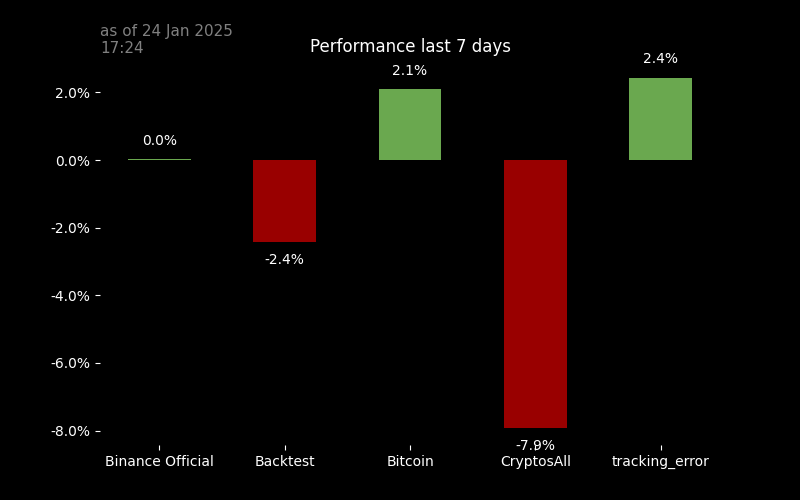 as of 24 Jan 2025
17:24
Performance last 7 days
2.0%
0.0%
-2.0%
-4.0%
-6.0%
-8.0%
0.0%
-2.4%
2.1%
-7.9%
2.4%
Binance Official
Backtest
Bitcoin
CryptosAll
tracking_error